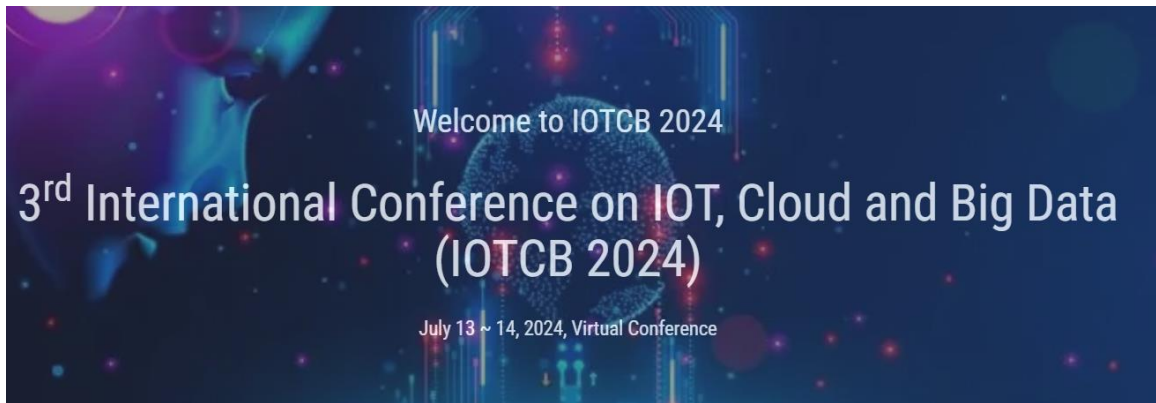 Welcome to IOTCB 2024
3rd International Conference on IOT, Cloud and Big Data
(IOTCB 2024)
July 13 ~ 14, 2024, Virtual Conference